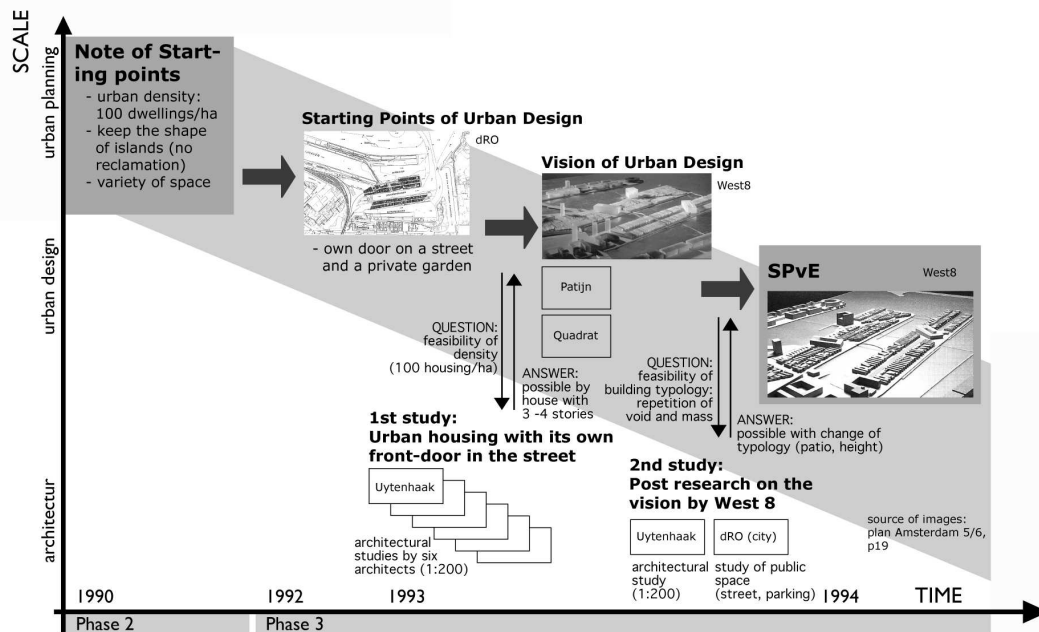 SCALE
urban planning
urban design
architectur
Note of Start-
ing points
- urban density:
100 dwellings/ha
- keep the shape
of islands (no
reclamation)
- variety of space
Starting Points of Urban Design
dRO
- own door on a street
and a private garden
Vision of Urban Design
West8
Patijn
Quadrat
SPvE
West8
QUESTION:
feasibility of
density
(100 housing/ha)
ANSWER:
possible by
house with
3 -4 stories
QUESTION:
feasibility of
building typology:
repetition of
void and mass
ANSWER:
possible with change of
typology (patio, height)
1st study:
Urban housing with its own
front-door in the street
Uytenhaak
architectural
studies by six
architects (1:200)
2nd study:
Post research on the
vision by West 8
Uytenhaak
dRO (city)
architectural
study
(1:200)
study of public
space
(street, parking)
source of images:
plan Amsterdam 5/6,
p19
1990
1992
1993
1994
TIME
Phase 2
Phase 3